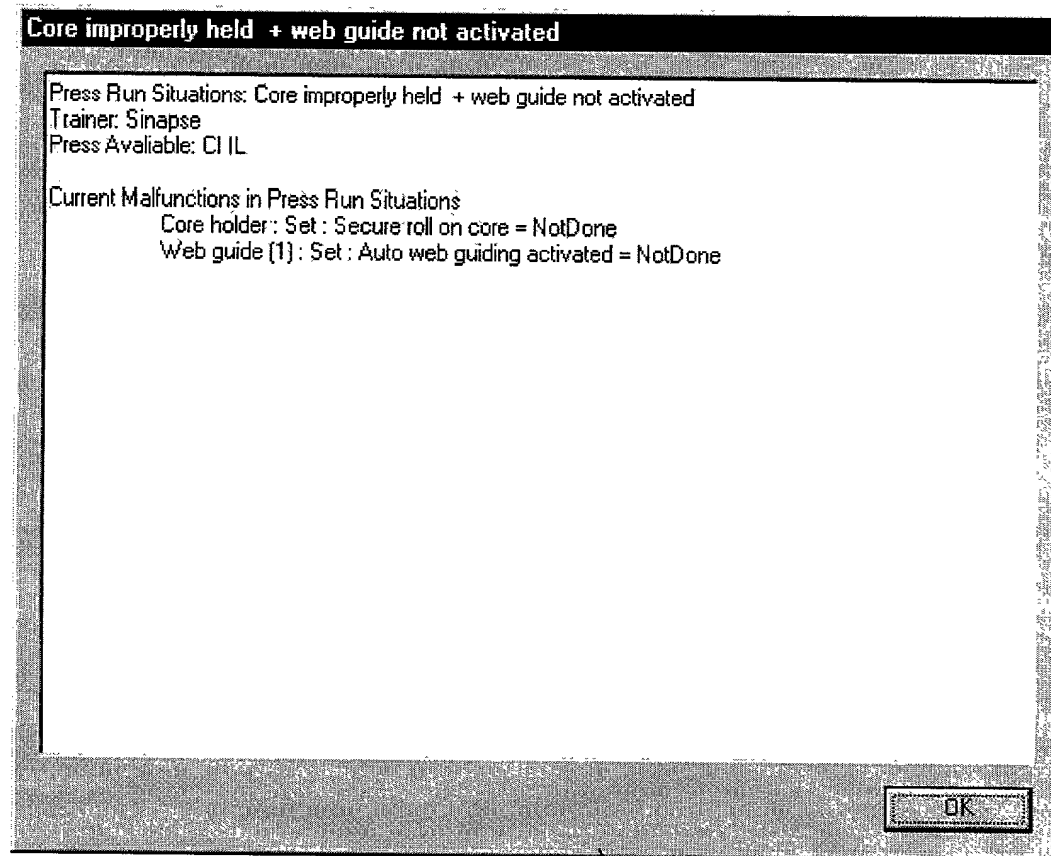 Core improperly held + web guide not activated
Press Run Situations: Core improperly held + web guide not activated
Trainer: Sinapse
Press Avaliable: CI IL
Current Malfunctions in Press Run Situations
Core holder : Set : Secure roll on core = NotDone
Web guide (1) : Set : Auto web guiding activated = NotDone
OK